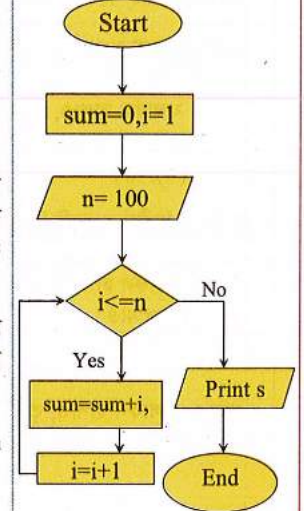 Start
sum=0,i=1
n= 100
i<=n
No
Yes
sum=sum+i,
Print s
i=i+1
End